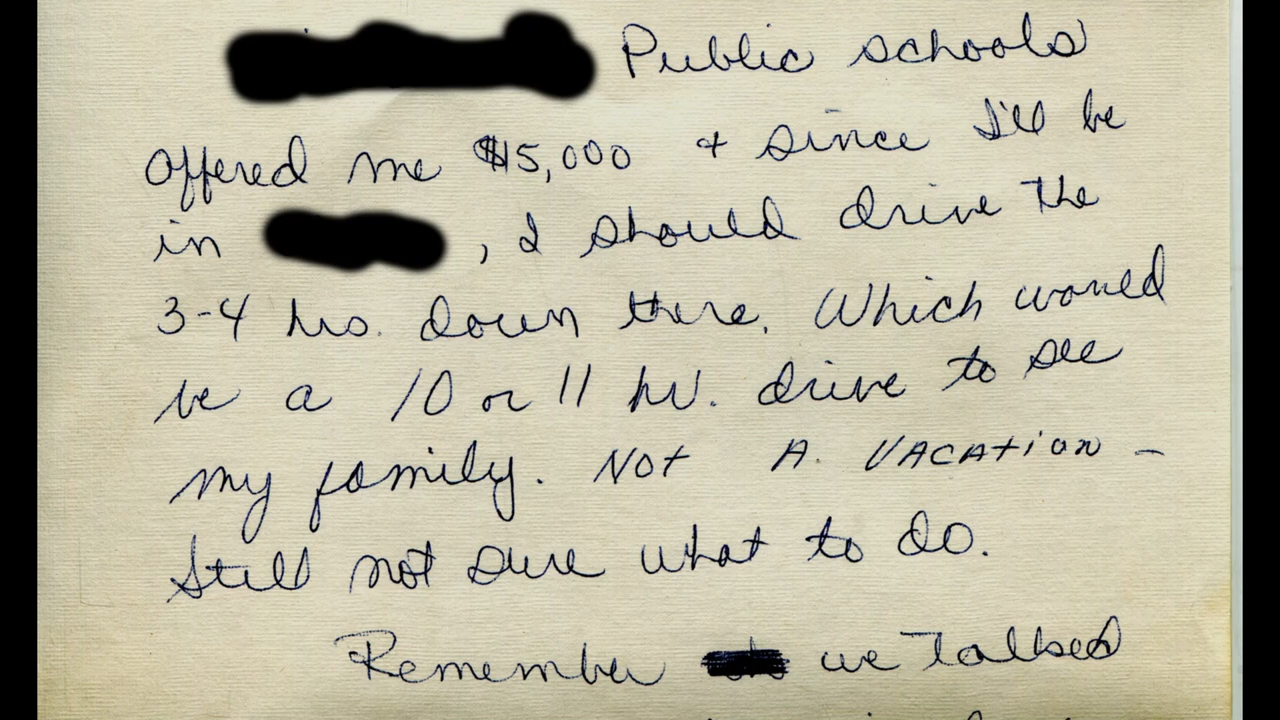 Public schools
offered me $15,000 + since I'll be
in , I should drive the
3-4 hrs. down there. Which would
be a 10 or 11 hr. drive to see
my family. NOT A. VACATION -
Still not sure what to do.
Remember we talked